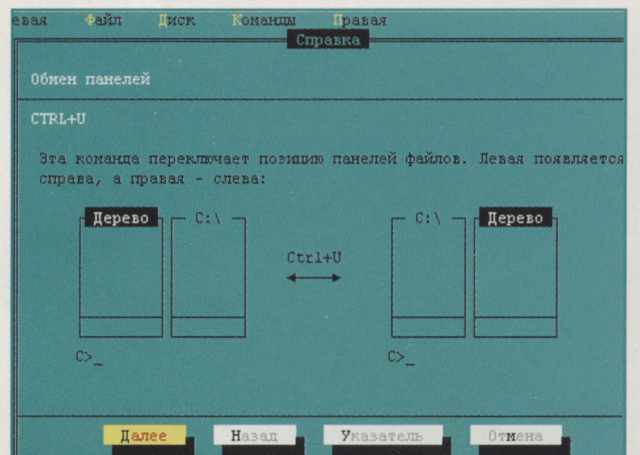 евая Файл Диск Команды Правая
Справка
Обмен панелей
CTRL+U
Эта команда переключает позицию панелей файлов. Левая появляется
справа, а правая - слева:
Дерево C:\ C:\ Дерево
Ctrl+U
C>_ C>_
Далее Назад Указатель Отмена